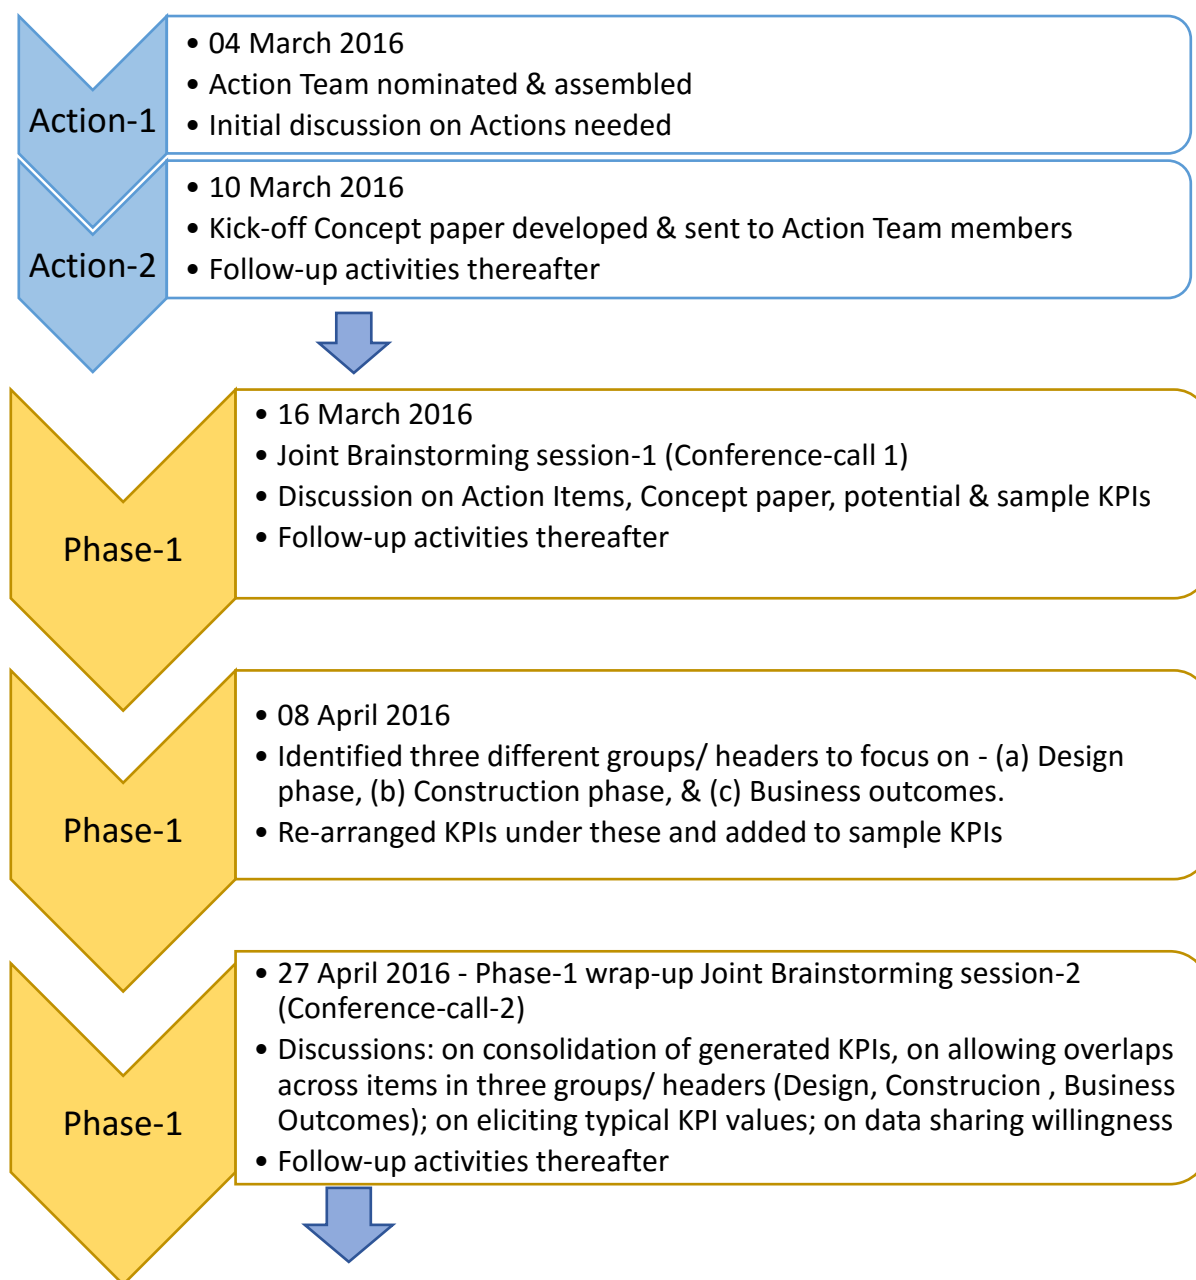 Action-1
• 04 March 2016
• Action Team nominated & assembled
• Initial discussion on Actions needed
Action-2
• 10 March 2016
• Kick-off Concept paper developed & sent to Action Team members
• Follow-up activities thereafter
Phase-1
• 16 March 2016
• Joint Brainstorming session-1 (Conference-call 1)
• Discussion on Action Items, Concept paper, potential & sample KPIs
• Follow-up activities thereafter
Phase-1
• 08 April 2016
• Identified three different groups/ headers to focus on - (a) Design
phase, (b) Construction phase, & (c) Business outcomes.
• Re-arranged KPIs under these and added to sample KPIs
Phase-1
• 27 April 2016 - Phase-1 wrap-up Joint Brainstorming session-2
(Conference-call-2)
• Discussions: on consolidation of generated KPIs, on allowing overlaps
across items in three groups/ headers (Design, Construcion , Business
Outcomes); on eliciting typical KPI values; on data sharing willingness
• Follow-up activities thereafter